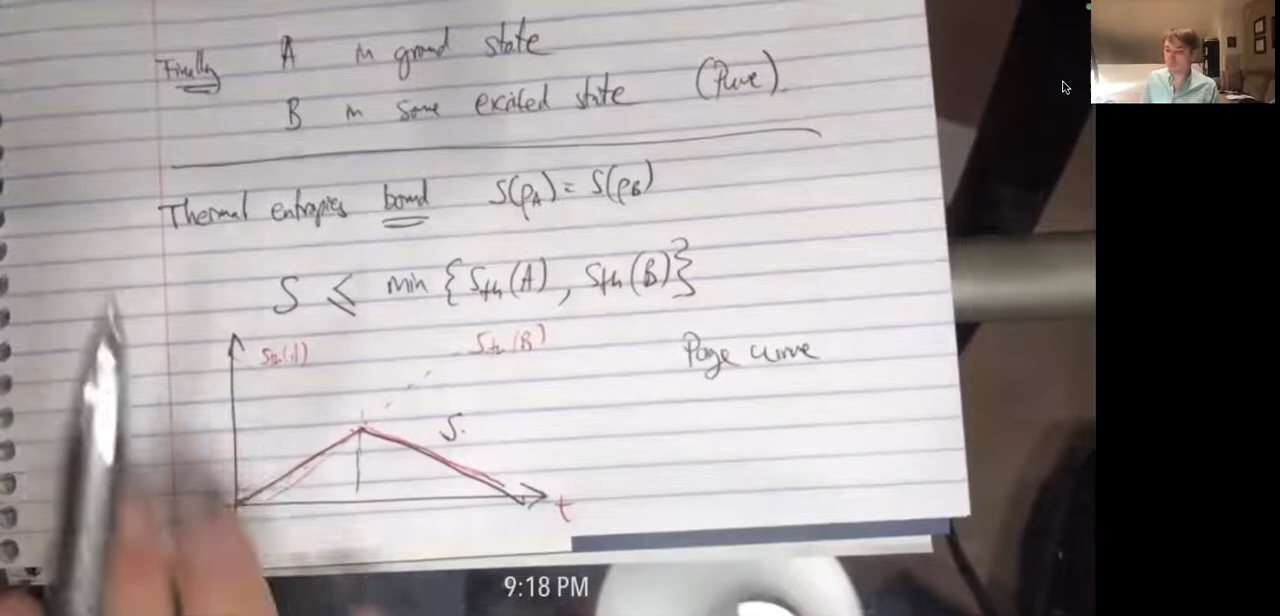 Finally A in ground state
B in some excited state (Pure)
Thermal entropies bound S(ρA) = S(ρB)
S ≤ min {Sth(A), Sth(B)}
Sth(A) Sth(B) Page curve
S.
t
9:18 PM